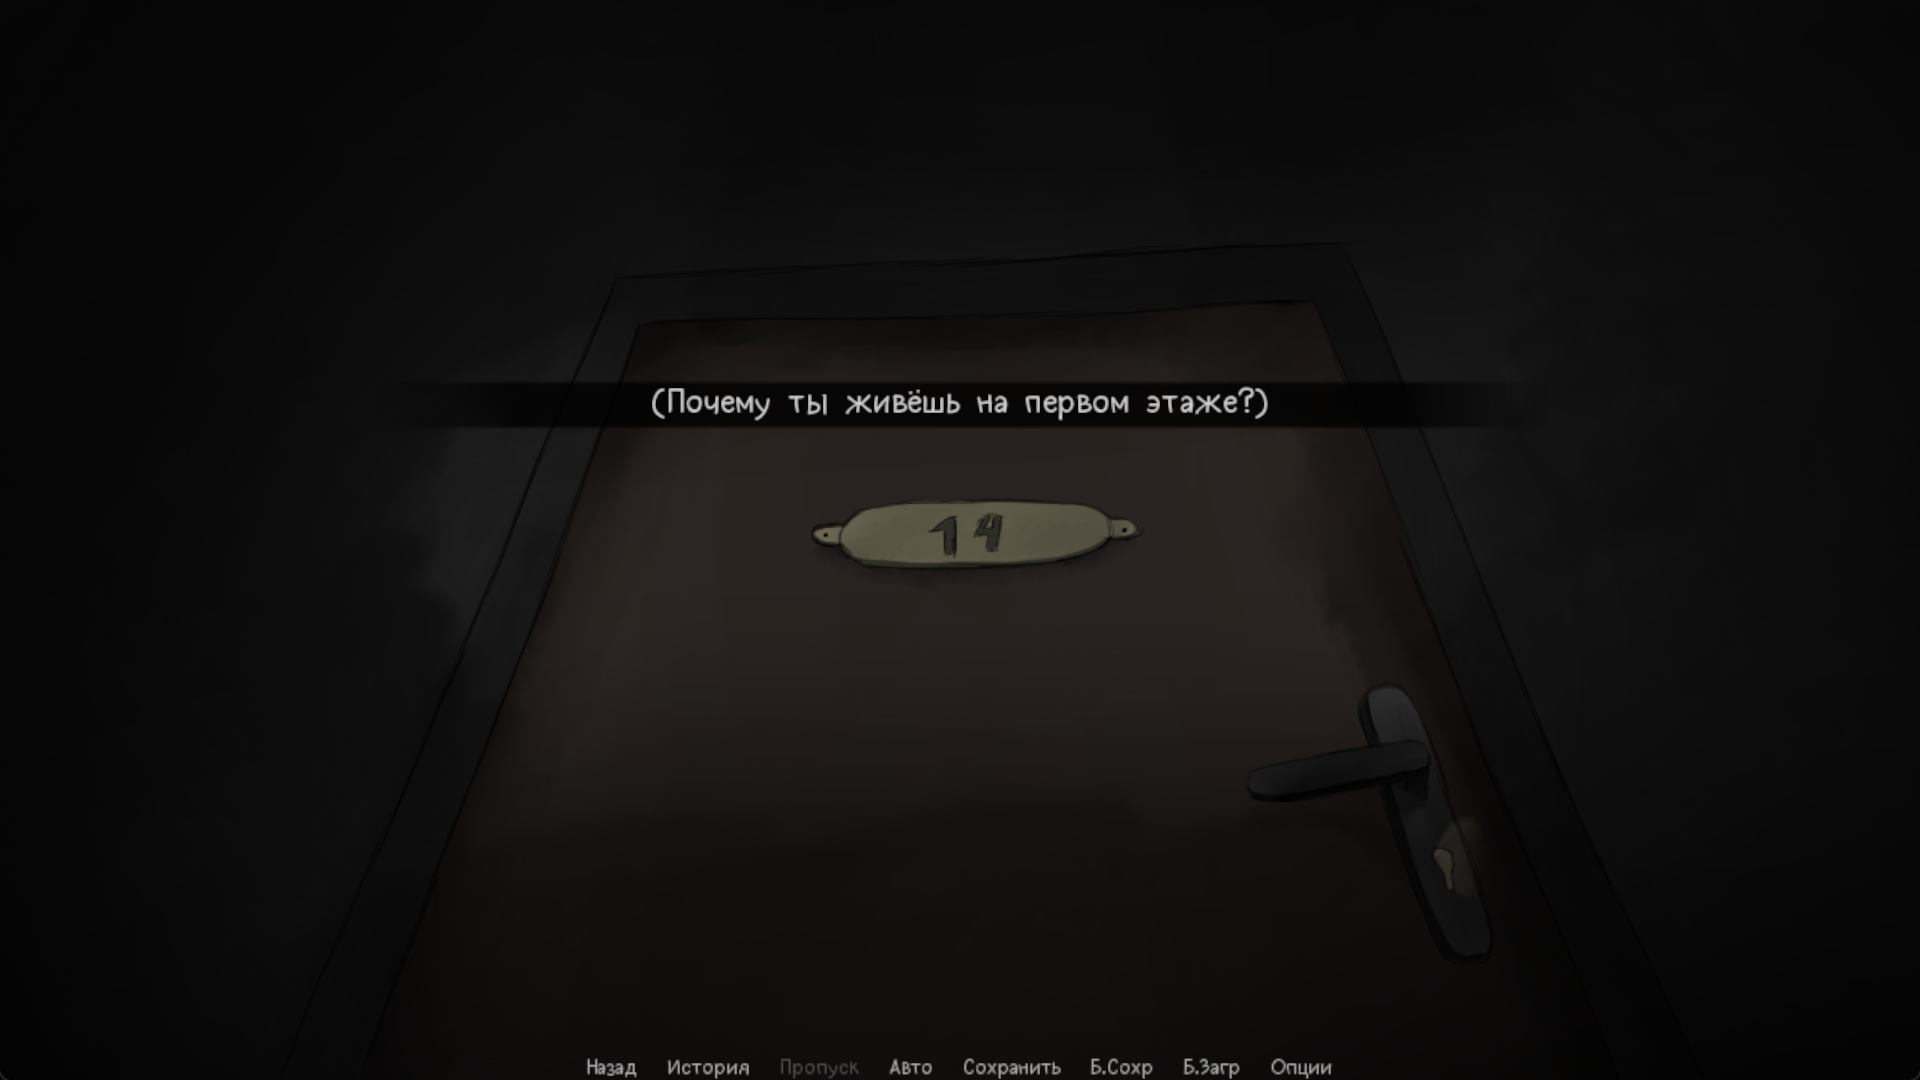 (Почему ты живёшь на первом этаже?)
14
Назад История Пропуск Авто Сохранить Б.Сохр Б.Загр Опции